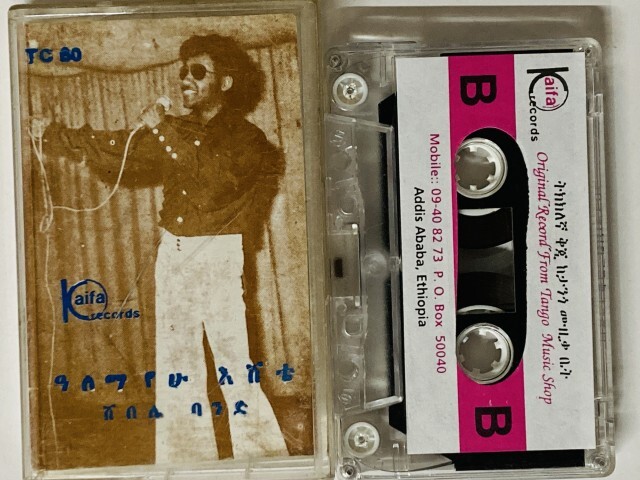 TC 80
Kaifa
records
ዓለማየሁ እሸቴ
ሸበሌ ባንድ
B
Kaifa
records
ትክክለኛ ቅጂ ከታንጎ ሙዚቃ ቤት
Original Record From Tango Music Shop
Mobile:: 09-40 82 73 P. O. Box 50040
Addis Ababa, Ethiopia
B